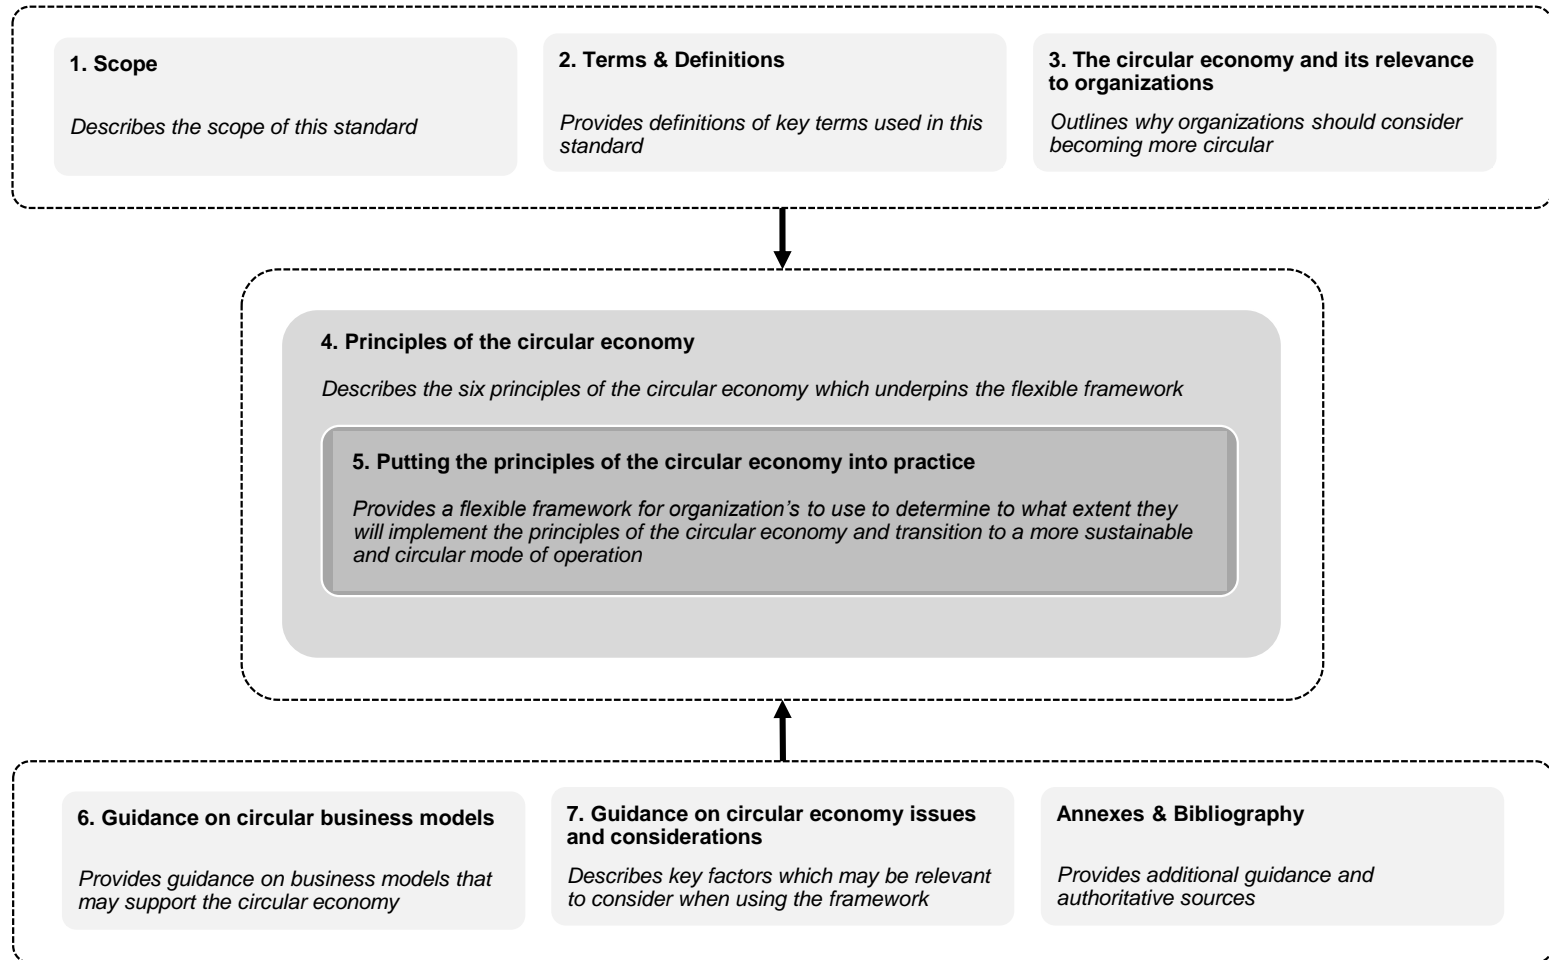 1. Scope
Describes the scope of this standard
2. Terms & Definitions
Provides definitions of key terms used in this
standard
3. The circular economy and its relevance
to organizations
Outlines why organizations should consider
becoming more circular
4. Principles of the circular economy
Describes the six principles of the circular economy which underpins the flexible framework
5. Putting the principles of the circular economy into practice
Provides a flexible framework for organization’s to use to determine to what extent they
will implement the principles of the circular economy and transition to a more sustainable
and circular mode of operation
6. Guidance on circular business models
Provides guidance on business models that
may support the circular economy
7. Guidance on circular economy issues
and considerations
Describes key factors which may be relevant
to consider when using the framework
Annexes & Bibliography
Provides additional guidance and
authoritative sources